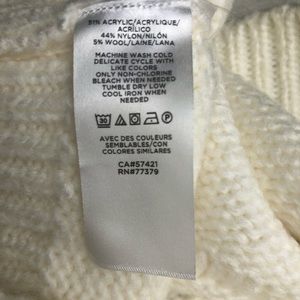 51% ACRYLIC/ACRYLIQUE/
ACRÍLICO
44% NYLON/NILÓN
5% WOOL/LAINE/LANA
MACHINE WASH COLD
DELICATE CYCLE WITH
LIKE COLORS
ONLY NON-CHLORINE
BLEACH WHEN NEEDED
TUMBLE DRY LOW
COOL IRON WHEN
NEEDED
30
AVEC DES COULEURS
SEMBLABLES/CON
COLORES SIMILARES
CA#57421
RN#77379